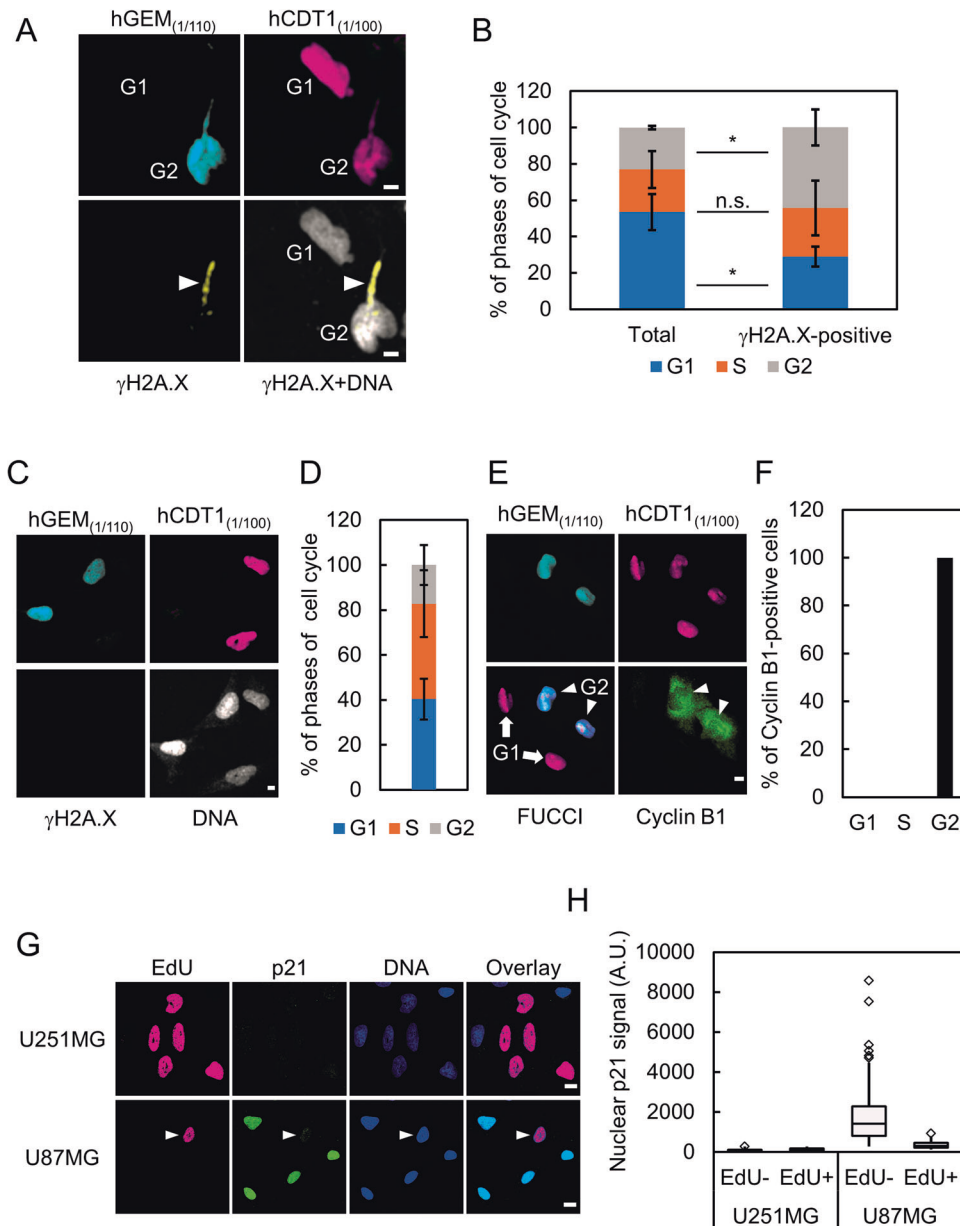 A
hGEM(1/110) hCDT1(1/100)
G1 G1
G2 G2
G1
G2
γH2A.X γH2A.X+DNA
B
% of phases of cell cycle
120
100
80
60
40
20
0
*
n.s.
*
Total γH2A.X-positive
G1 S G2
C
hGEM(1/110) hCDT1(1/100)
γH2A.X DNA
D
% of phases of cell cycle
120
100
80
60
40
20
0
G1 S G2
E
hGEM(1/110) hCDT1(1/100)
G2
G1
FUCCI Cyclin B1
F
% of Cyclin B1-positive cells
120
100
80
60
40
20
0
G1 S G2
G
EdU p21 DNA Overlay
U251MG
U87MG
H
Nuclear p21 signal (A.U.)
10000
8000
6000
4000
2000
0
EdU- EdU+ EdU- EdU+
U251MG U87MG